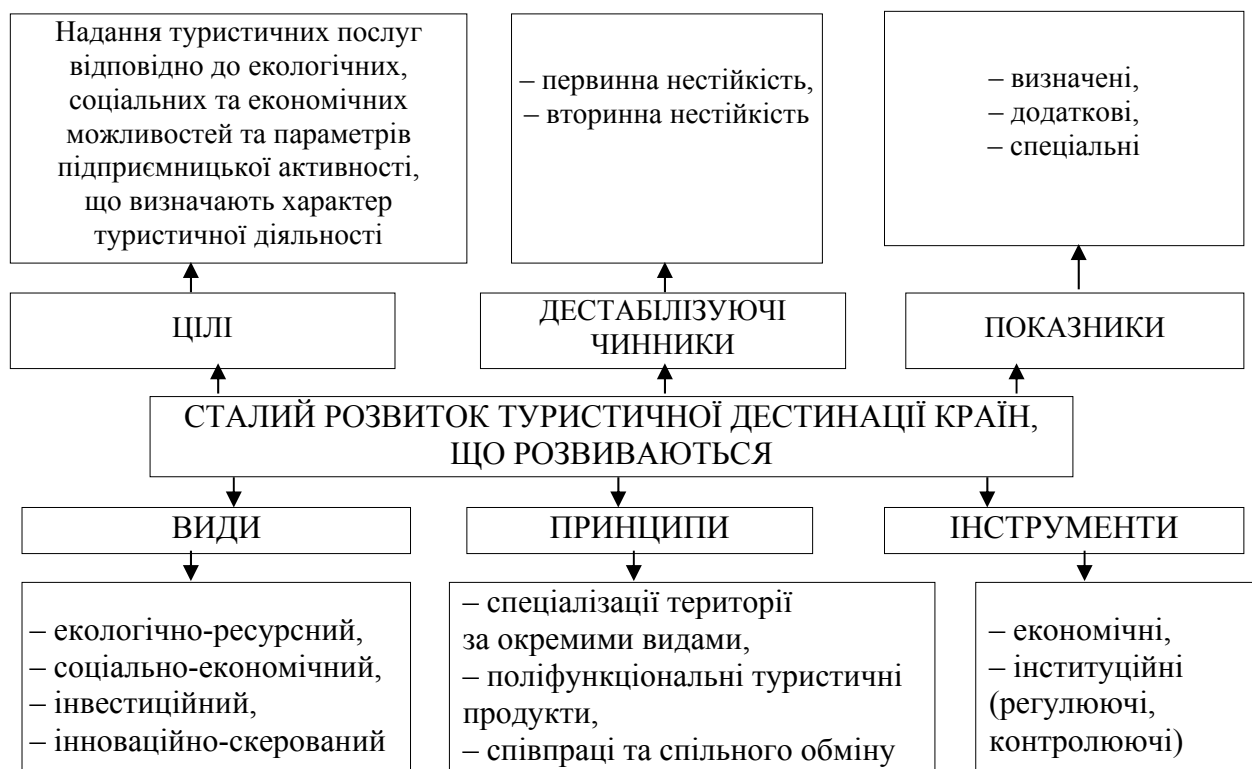 Надання туристичних послуг
відповідно до екологічних,
соціальних та економічних
можливостей та параметрів
підприємницької активності,
що визначають характер
туристичної діяльності
– первинна нестійкість,
– вторинна нестійкість
– визначені,
– додаткові,
– спеціальні
ЦІЛІ
ДЕСТАБІЛІЗУЮЧІ
ЧИННИКИ
ПОКАЗНИКИ
СТАЛИЙ РОЗВИТОК ТУРИСТИЧНОЇ ДЕСТИНАЦІЇ КРАЇН,
ЩО РОЗВИВАЮТЬСЯ
ВИДИ
ПРИНЦИПИ
ІНСТРУМЕНТИ
– екологічно-ресурсний,
– соціально-економічний,
– інвестиційний,
– інноваційно-скерований
– спеціалізації території
за окремими видами,
– поліфункціональні туристичні
продукти,
– співпраці та спільного обміну
– економічні,
– інституційні
(регулюючі,
контролюючі)